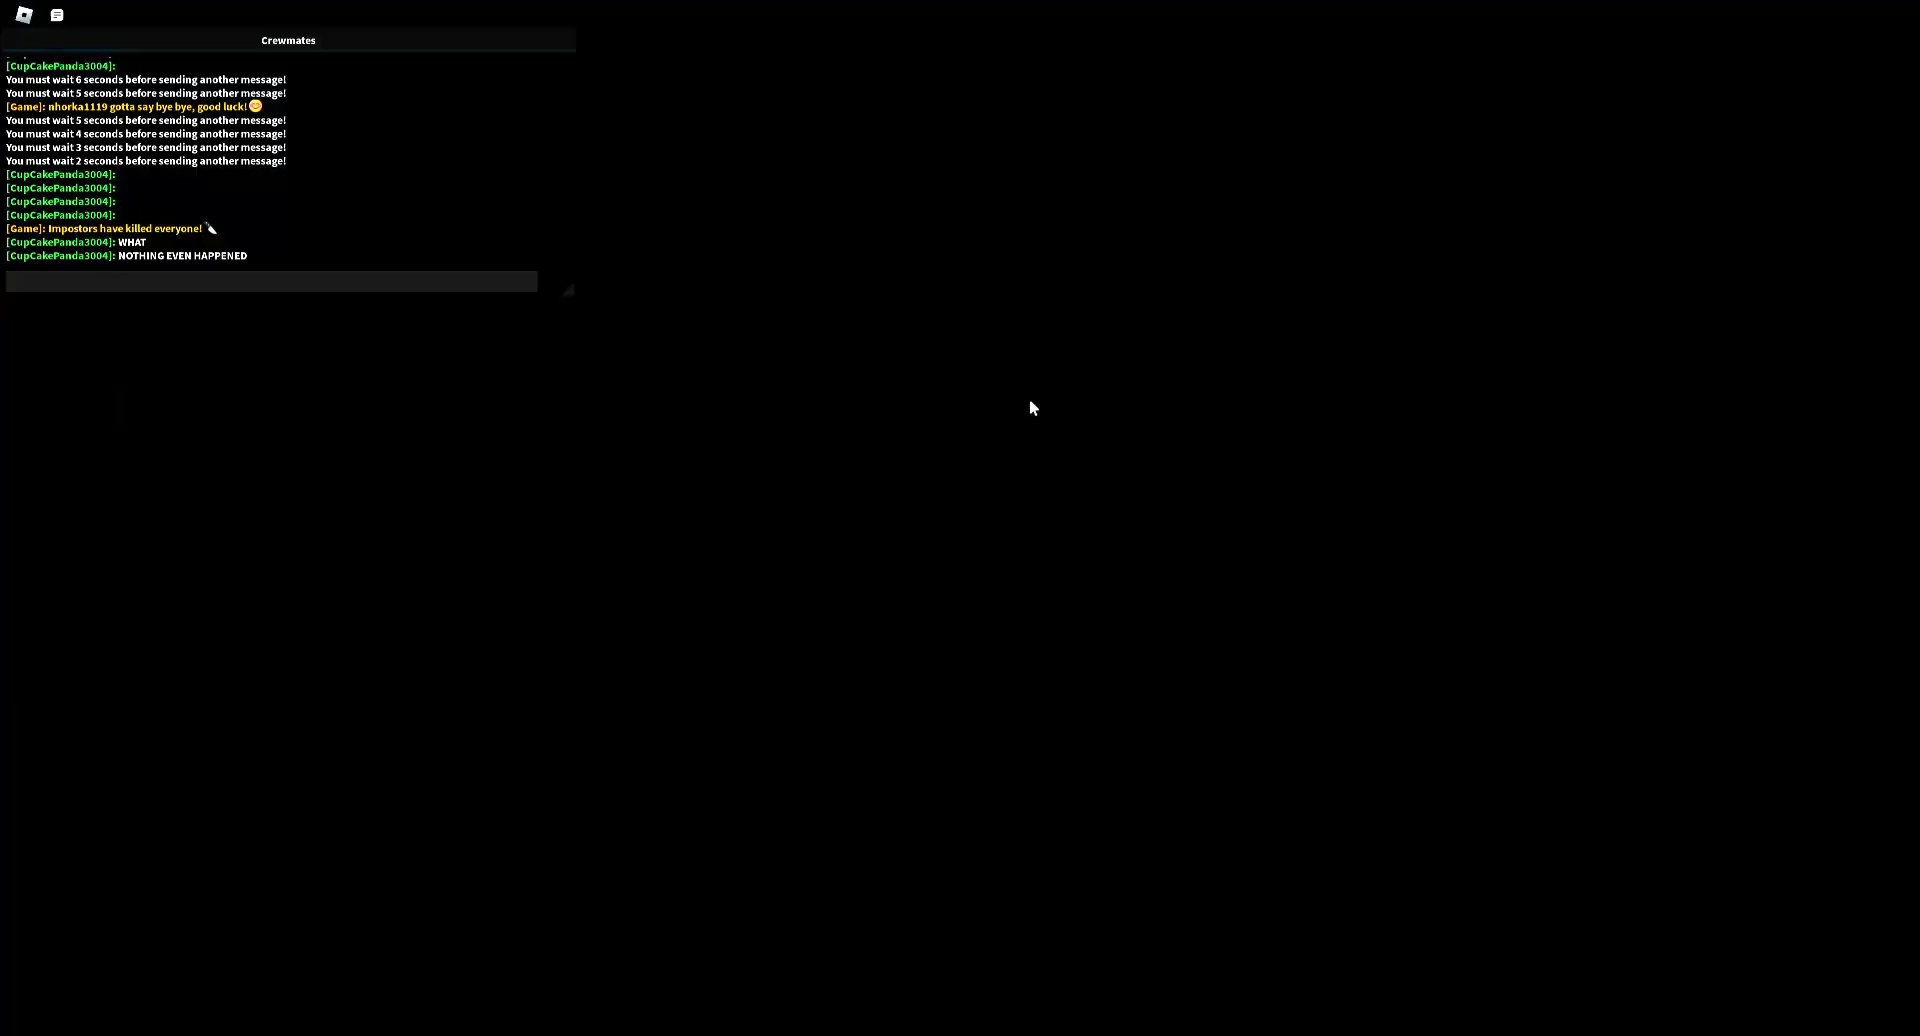 Crewmates
[CupCakePanda3004]:
You must wait 6 seconds before sending another message!
You must wait 5 seconds before sending another message!
[Game]: nhorka1119 gotta say bye bye, good luck!😊
You must wait 5 seconds before sending another message!
You must wait 4 seconds before sending another message!
You must wait 3 seconds before sending another message!
You must wait 2 seconds before sending another message!
[CupCakePanda3004]:
[CupCakePanda3004]:
[CupCakePanda3004]:
[CupCakePanda3004]:
[Game]: Impostors have killed everyone!🔪
[CupCakePanda3004]: WHAT
[CupCakePanda3004]: NOTHING EVEN HAPPENED